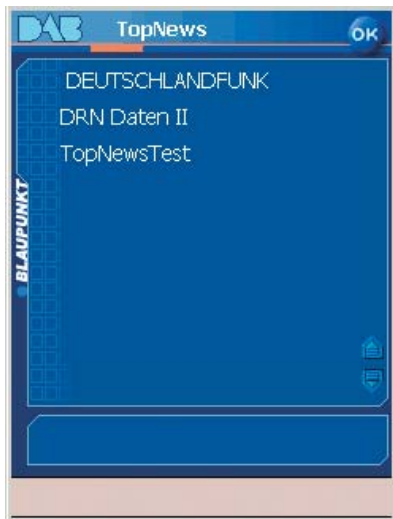 DAB TopNews OK
DEUTSCHLANDFUNK
DRN Daten II
TopNewsTest
BLAUPUNKT